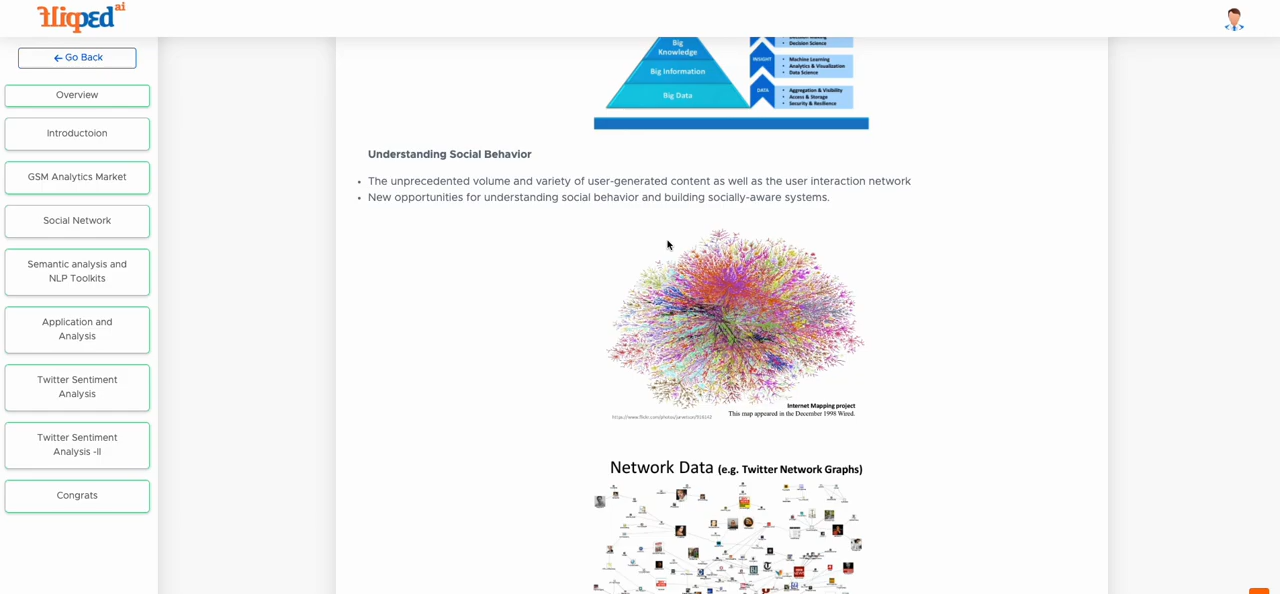 fliqped ai
← Go Back
Overview
Introductoion
GSM Analytics Market
Social Network
Semantic analysis and
NLP Toolkits
Application and
Analysis
Twitter Sentiment
Analysis
Twitter Sentiment
Analysis -II
Congrats
Big
Knowledge
Big Information
Big Data
• Decision Science
INSIGHT
• Machine Learning
• Analytics & Visualization
• Data Science
DATA
• Aggregation & Visibility
• Access & Storage
• Security & Resilience
Understanding Social Behavior
• The unprecedented volume and variety of user-generated content as well as the user interaction network
• New opportunities for understanding social behavior and building socially-aware systems.
Internet Mapping project
This map appeared in the December 1998 Wired.
Network Data (e.g. Twitter Network Graphs)